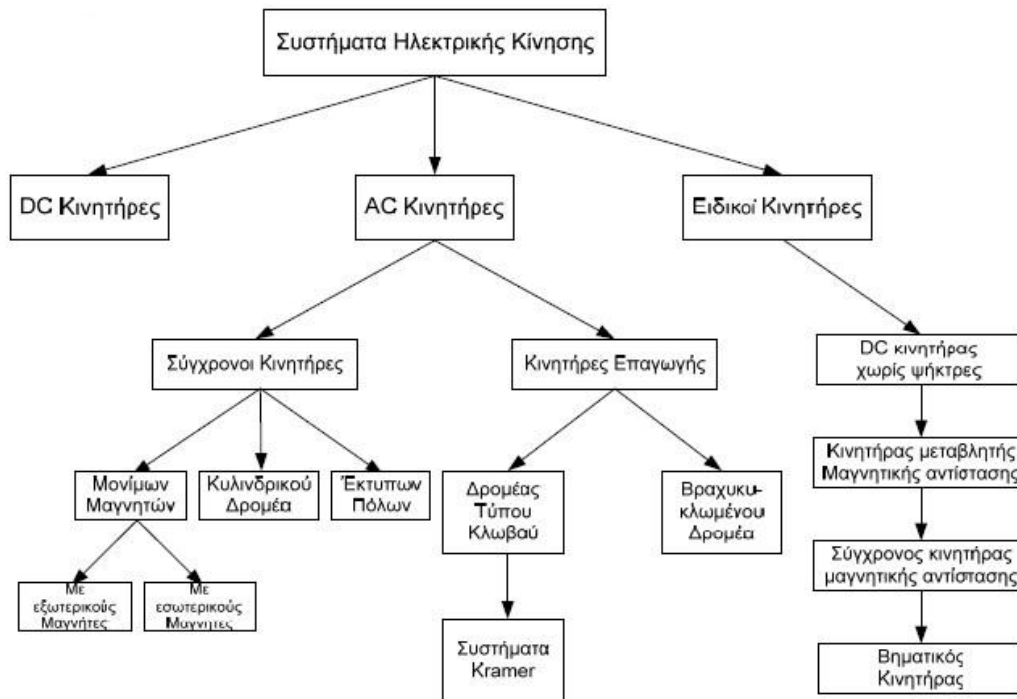 Συστήματα Ηλεκτρικής Κίνησης
DC Κινητήρες
AC Κινητήρες
Ειδικοί Κινητήρες
Σύγχρονοι Κινητήρες
Κινητήρες Επαγωγής
DC κινητήρας
χωρίς ψήκτρες
Μονίμων
Μαγνητών
Κυλινδρικού
Δρομέα
Έκτυπων
Πόλων
Δρομέας
Τύπου
Κλωβαύ
Βραχυκυ-
κλωμένου
Δρομέα
Κινητήρας μεταβλητής
Μαγνητικής αντίστασης
Σύγχρονος κινητήρας
μαγνητικής αντίστασης
Με
εξωτερικούς
Μαγνήτες
Με
εσωτερικούς
Μαγνήτες
Συστήματα
Kramer
Βηματικός
Κινητήρας